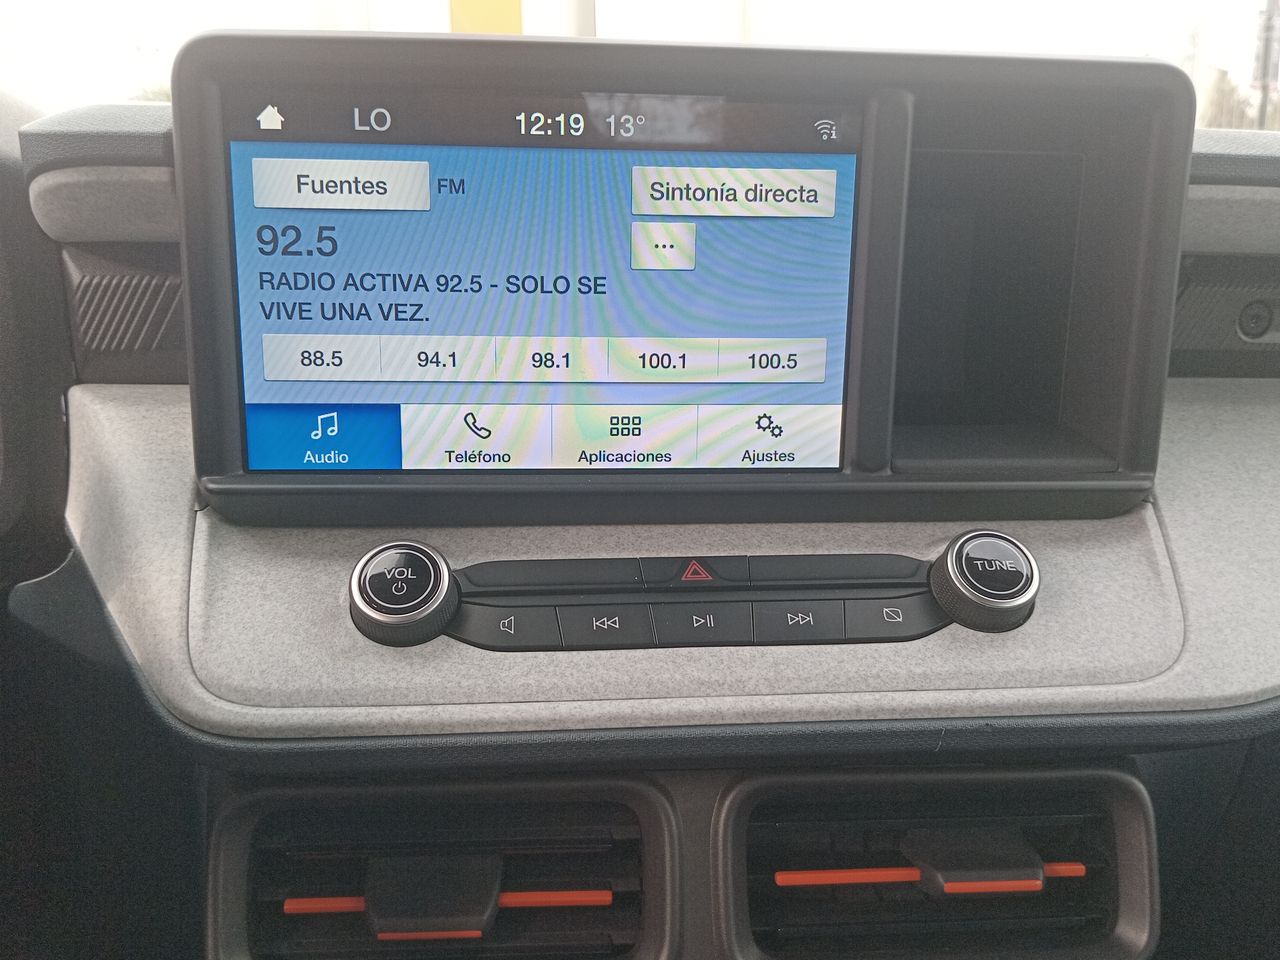 LO 12:19 13°
Fuentes FM Sintonía directa
92.5 ...
RADIO ACTIVA 92.5 - SOLO SE
VIVE UNA VEZ.
88.5 94.1 98.1 100.1 100.5
Audio Teléfono Aplicaciones Ajustes
VOL TUNE